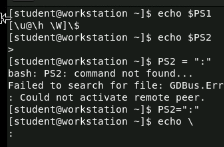 [student@workstation ~]$ echo $PS1
[\u@\h \W]\$
[student@workstation ~]$ echo $PS2
>
[student@workstation ~]$ PS2 = ":"
bash: PS2: command not found...
Failed to search for file: GDBus.Err
: Could not activate remote peer.
[student@workstation ~]$ PS2=":"
[student@workstation ~]$ echo \
: